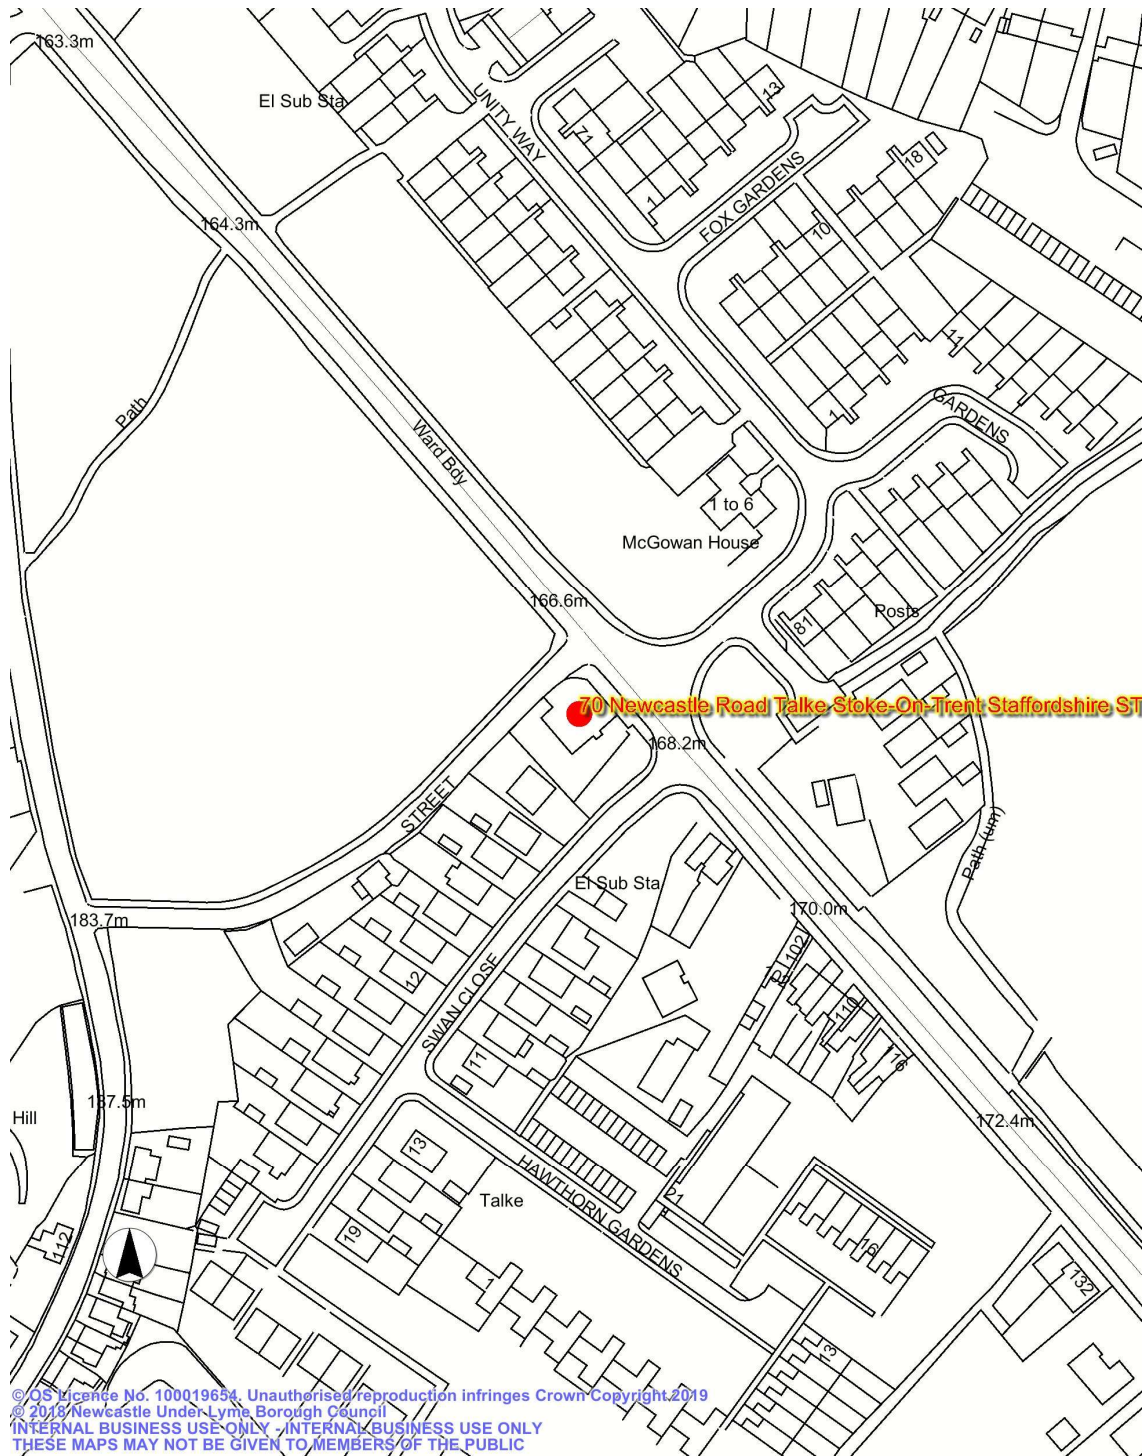 163.3m
El Sub Sta
UNITY WAY
71
13
1
FOX GARDENS
18
10
164.3m
11
1
GARDENS
Path
Ward Bdy
1 to 6
McGowan House
166.6m
Posts
81
70 Newcastle Road Talke Stoke-On-Trent Staffordshire ST
168.2m
STREET
El Sub Sta
Path (um)
170.0m
183.7m
102
12
SWAN CLOSE
110
116
11
187.5m
Hill
172.4m
13
HAWTHORN GARDENS
Talke
21
19
16
112
1
132
13
© OS Licence No. 100019654. Unauthorised reproduction infringes Crown Copyright.2019
© 2018 Newcastle Under Lyme Borough Council
INTERNAL BUSINESS USE ONLY - INTERNAL BUSINESS USE ONLY
THESE MAPS MAY NOT BE GIVEN TO MEMBERS OF THE PUBLIC